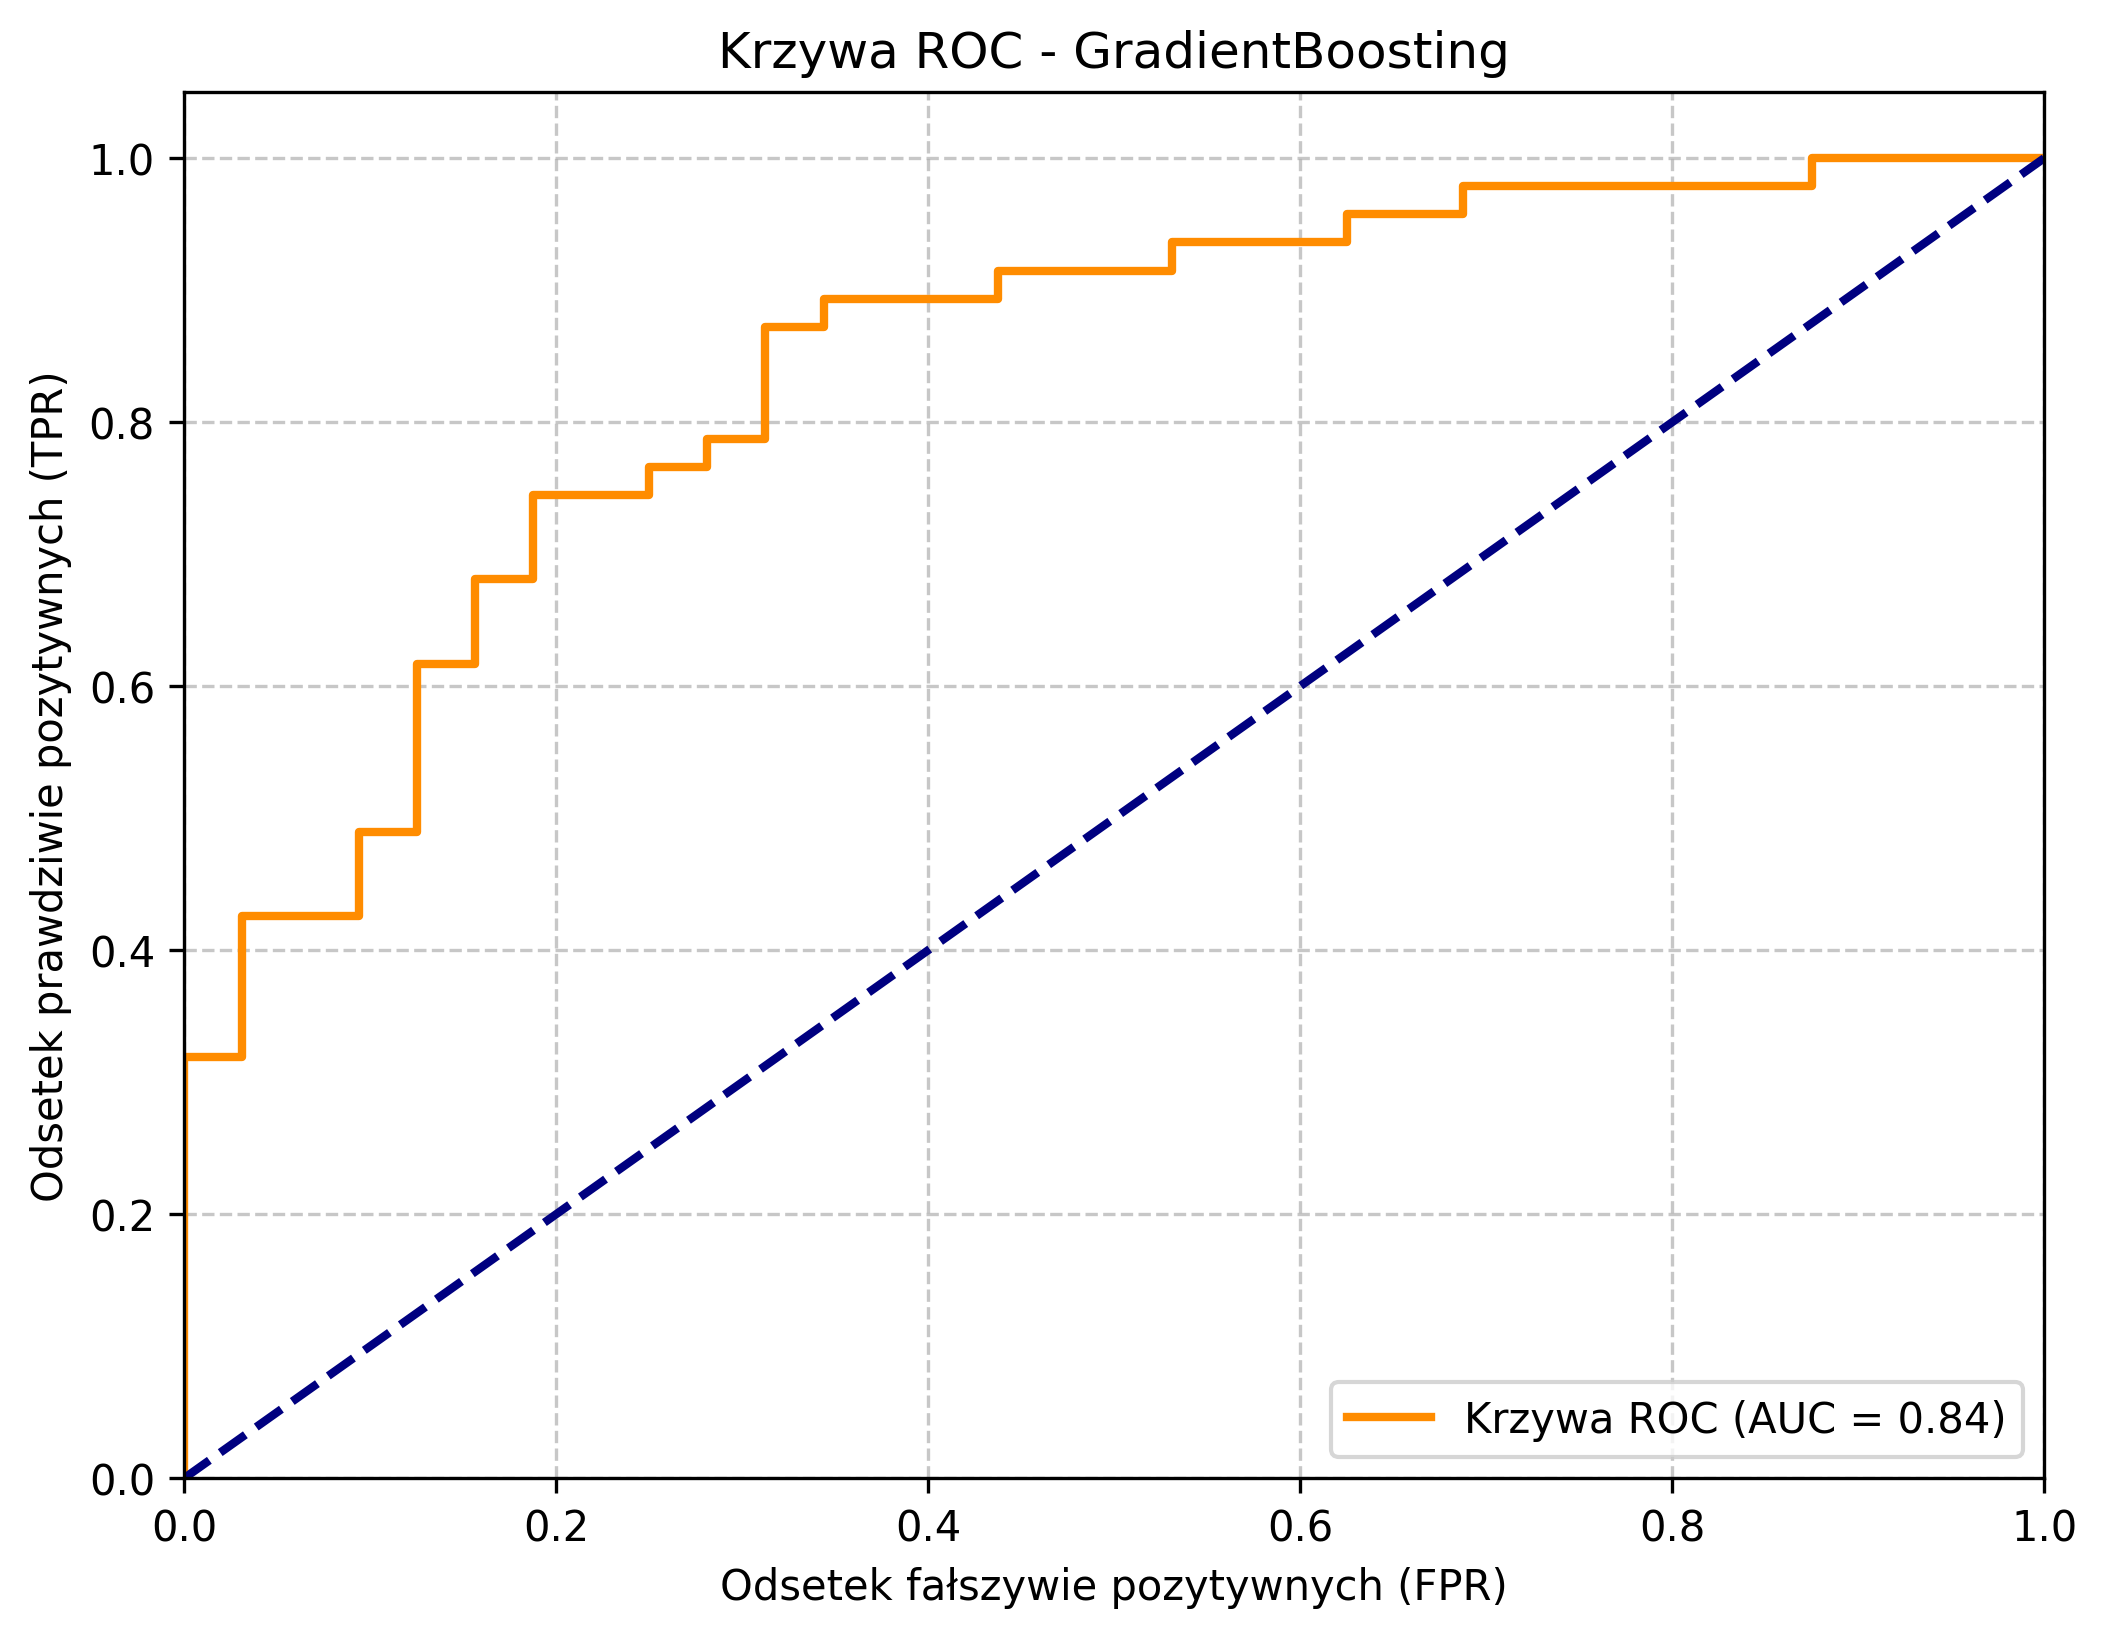 Krzywa ROC - GradientBoosting
Odsetek prawdziwie pozytywnych (TPR)
1.0
0.8
0.6
0.4
0.2
0.0
Krzywa ROC (AUC = 0.84)
0.0 0.2 0.4 0.6 0.8 1.0
Odsetek fałszywie pozytywnych (FPR)